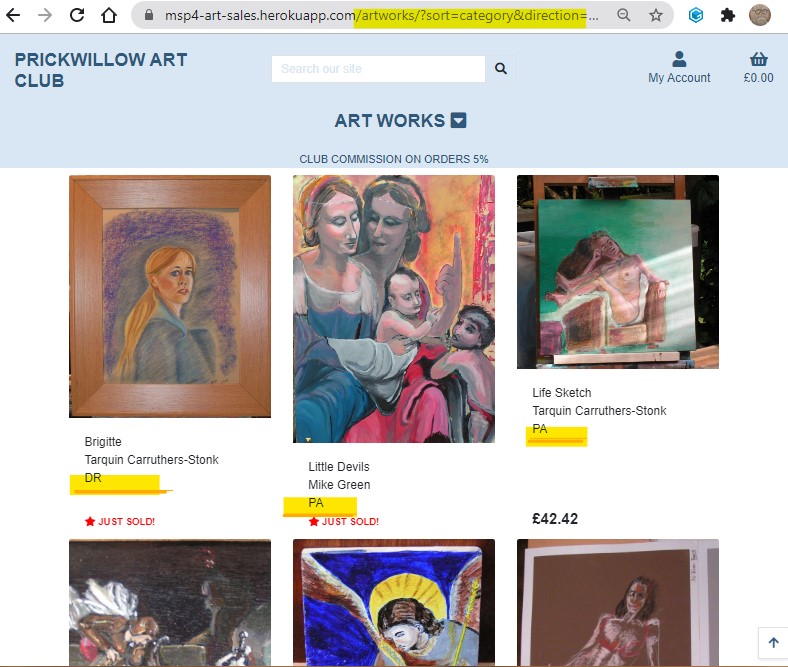 msp4-art-sales.herokuapp.com/artworks/?sort=category&direction=...
PRICKWILLOW ART
CLUB
Search our site
My Account
£0.00
ART WORKS
CLUB COMMISSION ON ORDERS 5%
Brigitte
Tarquin Carruthers-Stonk
DR
JUST SOLD!
Little Devils
Mike Green
PA
JUST SOLD!
Life Sketch
Tarquin Carruthers-Stonk
PA
£42.42